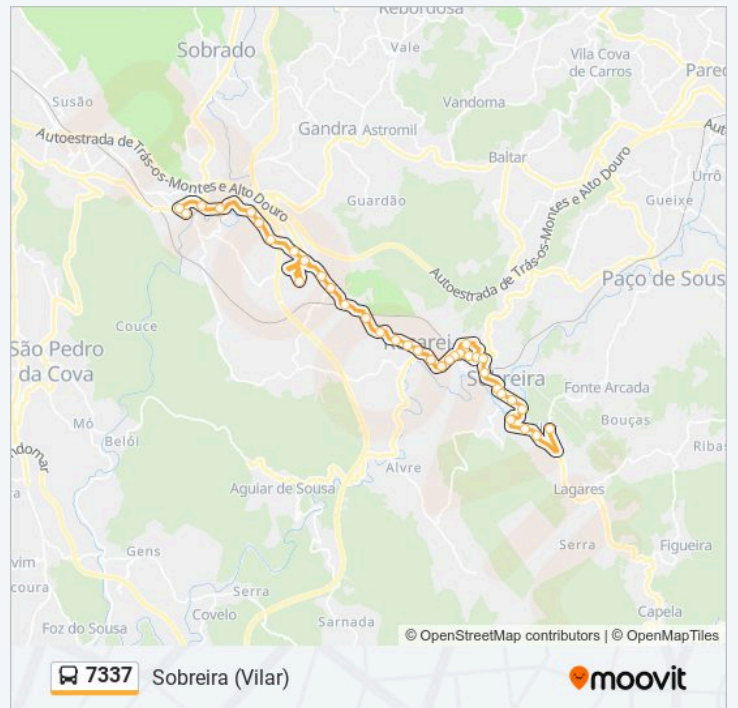 Rebordosa
Sobrado
Vale
Vila Cova
de Carros
Susão
Vandoma
Gandra
Astromil
Autoestrada de Trás-os-Montes e Alto Douro
Baltar
Urrô
Guardão
Gueixe
Autoestrada de Trás-os-Montes e Alto Douro
Paço de Sous
Couce
São Pedro
da Cova
Sobreira
Fonte Arcada
Mó
Bouças
Belói
Ribas
Alvre
Aguiar de Sousa
Lagares
Gens
Serra
Figueira
Serra
Covelo
Capela
Foz do Sousa
Sarnada
© OpenStreetMap contributors | © OpenMapTiles
7337 Sobreira (Vilar)
moovit